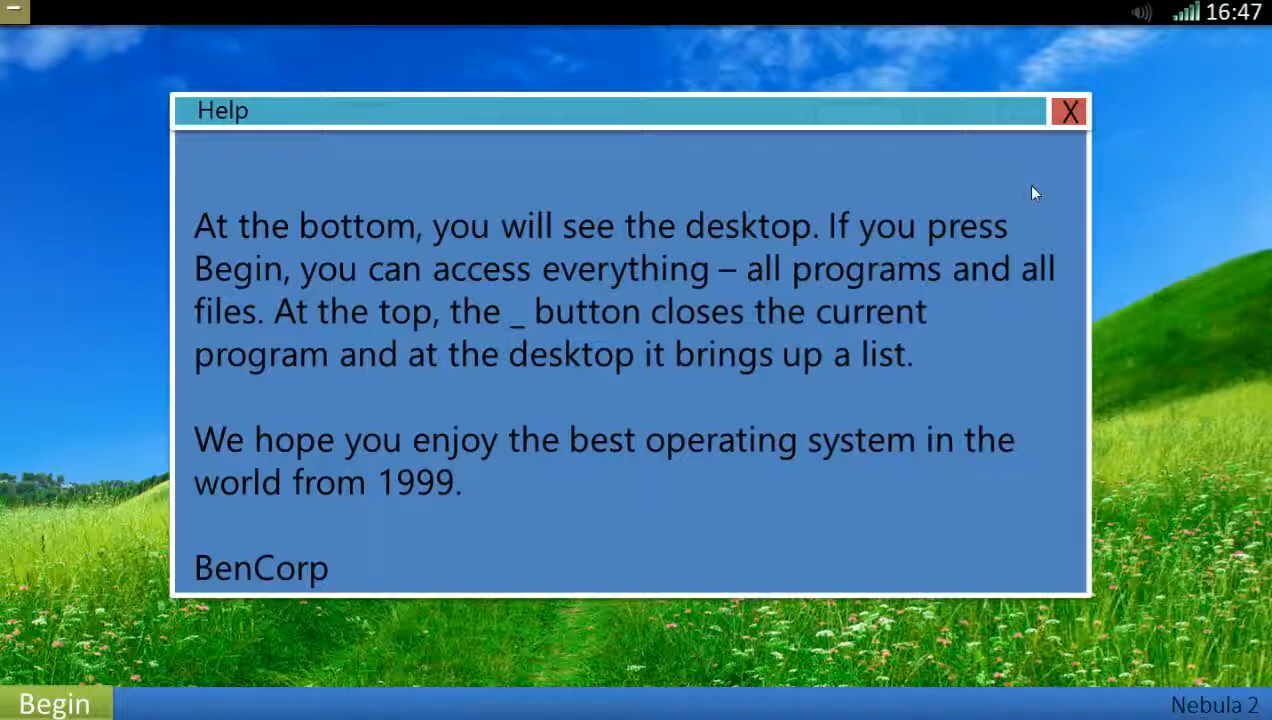 16:47
Help
X
At the bottom, you will see the desktop. If you press
Begin, you can access everything – all programs and all
files. At the top, the _ button closes the current
program and at the desktop it brings up a list.
We hope you enjoy the best operating system in the
world from 1999.
BenCorp
Begin
Nebula 2